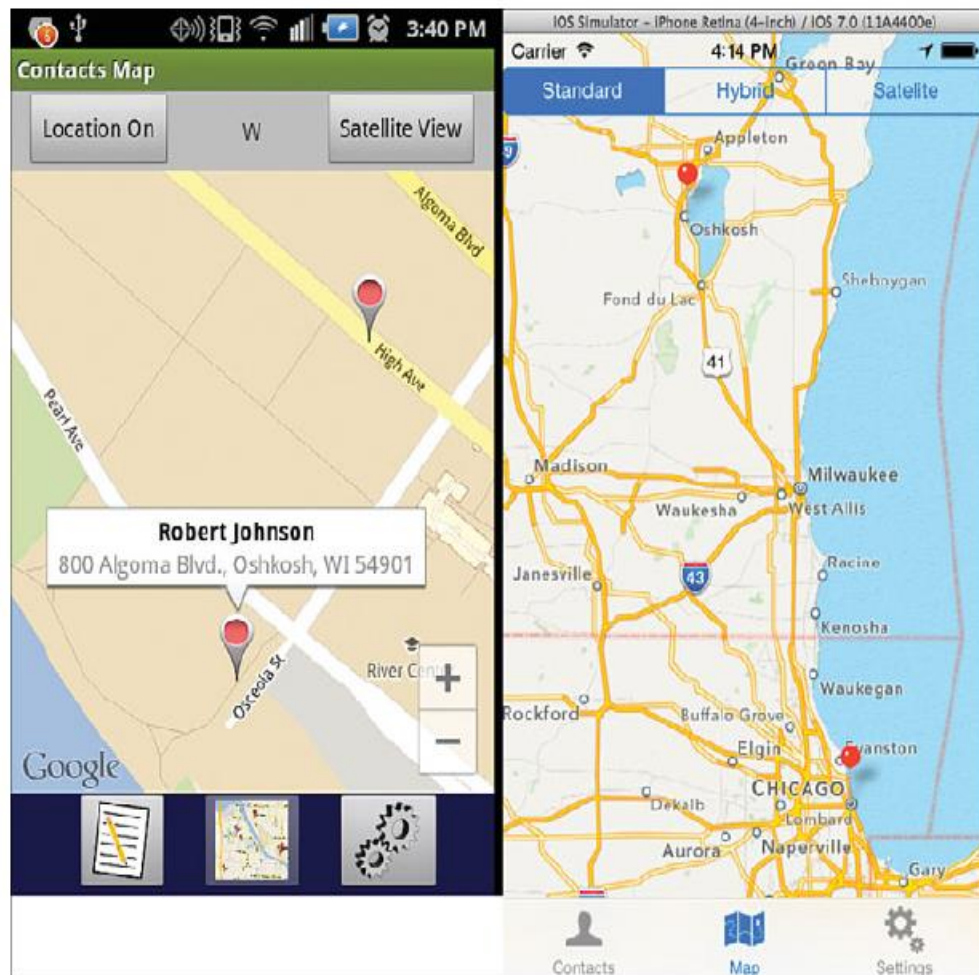 3:40 PM
Contacts Map
Location On
W
Satellite View
Algoma Blvd
High Ave
Pearl Ave
Robert Johnson
800 Algoma Blvd., Oshkosh, WI 54901
Osceola St
River
+
−
Google
iOS Simulator - iPhone Retina (4-inch) / iOS 7.0 (11A4400e)
Carrier
4:14 PM
Green Bay
Standard
Hybrid
Satelite
Appleton
Oshkosh
Sheboygan
Fond du Lac
41
Madison
Milwaukee
Waukesha
West Allis
Racine
Janesville
43
Kenosha
Waukegan
Rockford
Buffalo Grove
Elgin
Evanston
CHICAGO
Dekalb
Lombard
Aurora
Naperville
Gary
Contacts
Map
Settings